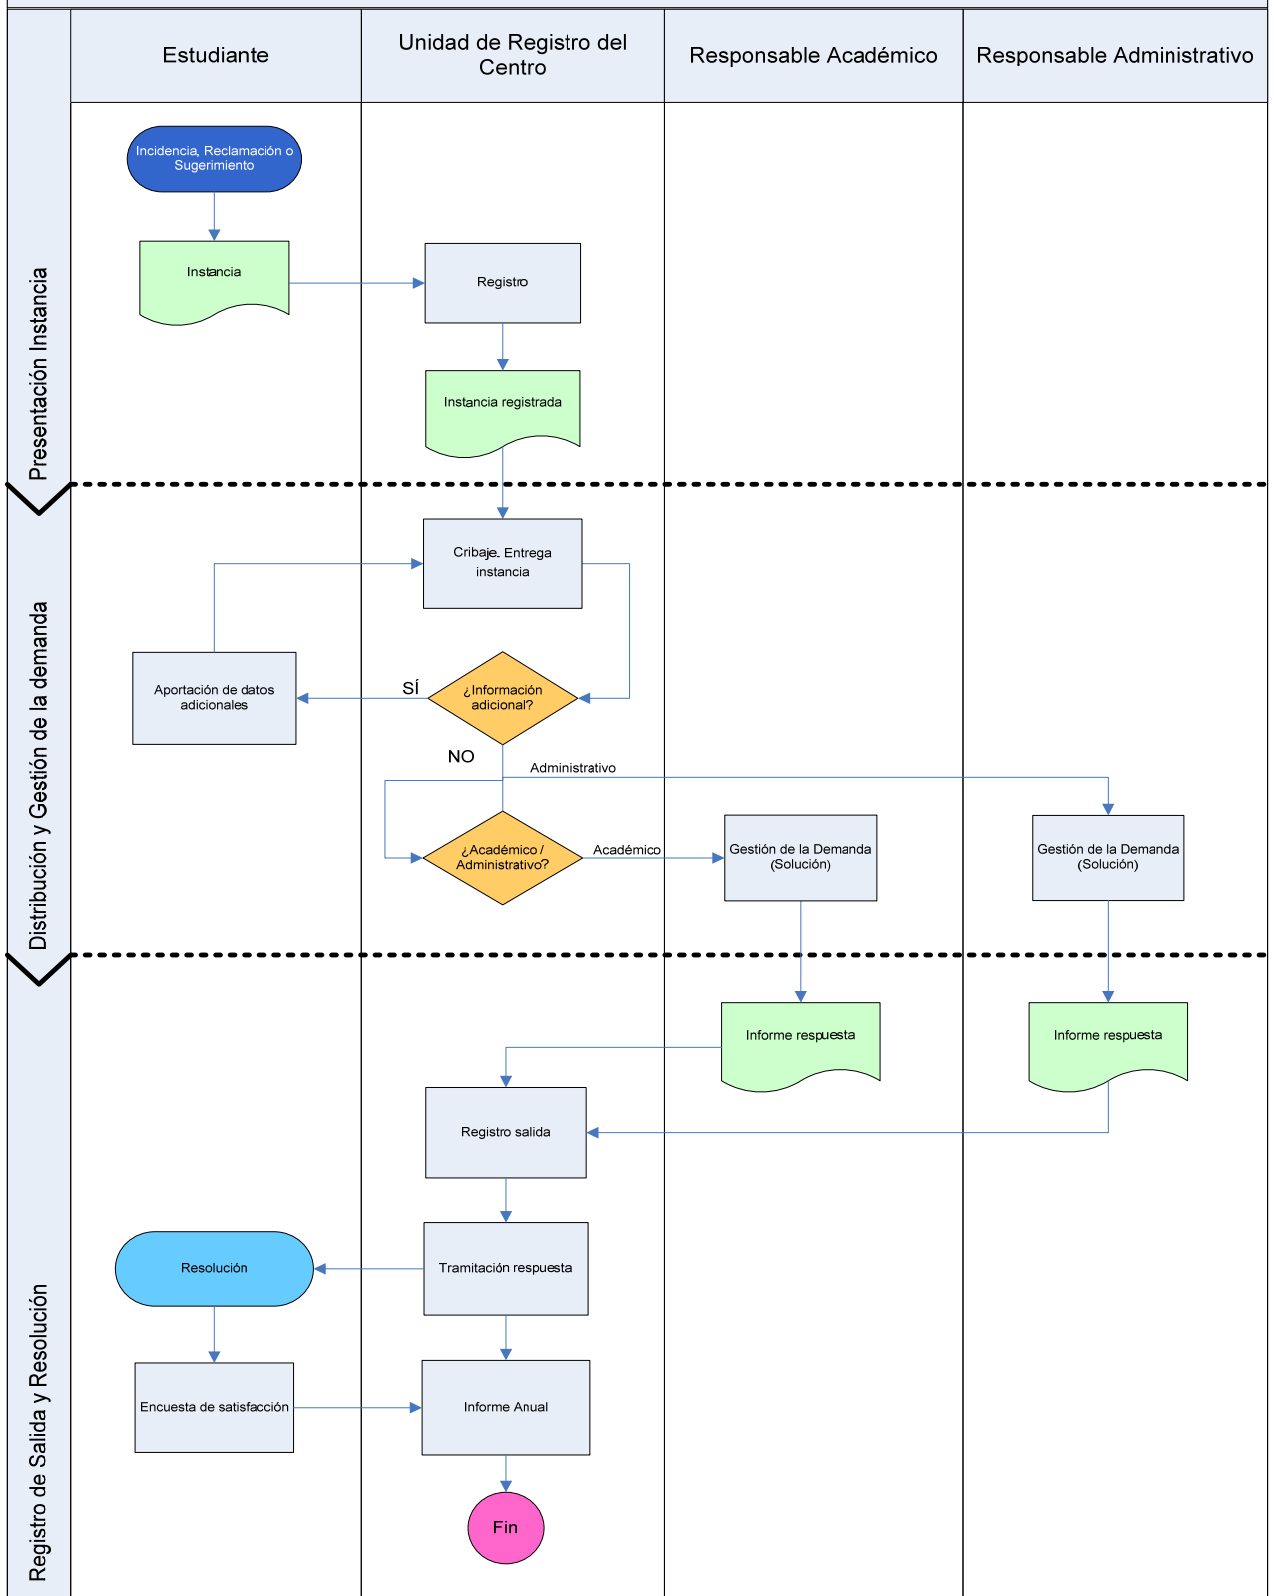 Estudiante
Unidad de Registro del
Centro
Responsable Académico
Responsable Administrativo
Presentación Instancia
Incidencia, Reclamación o
Sugerimiento
Instancia
Registro
Instancia registrada
Distribución y Gestión de la demanda
Cribaje. Entrega
instancia
Aportación de datos
adicionales
SÍ
¿Información
adicional?
NO
Administrativo
¿Académico /
Administrativo?
Académico
Gestión de la Demanda
(Solución)
Gestión de la Demanda
(Solución)
Registro de Salida y Resolución
Informe respuesta
Informe respuesta
Registro salida
Resolución
Tramitación respuesta
Encuesta de satisfacción
Informe Anual
Fin